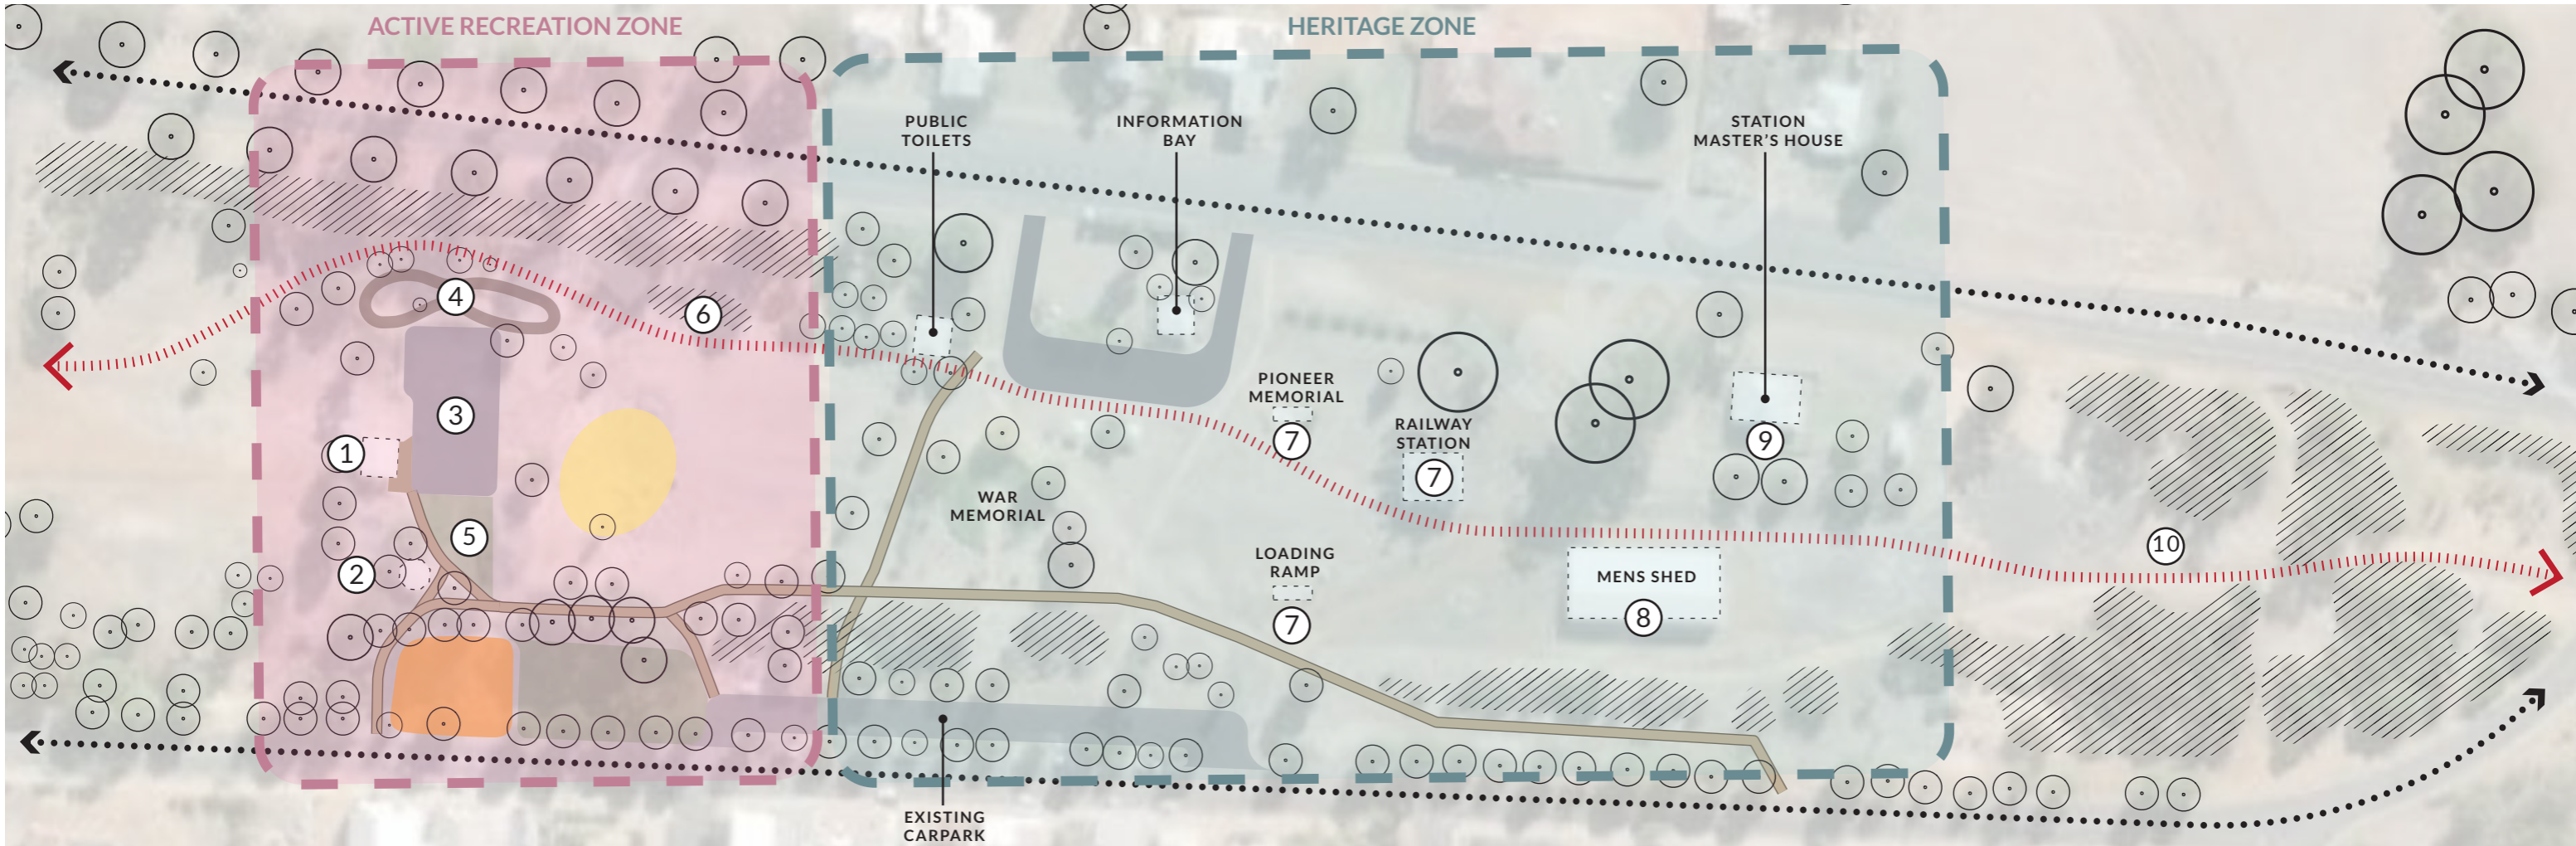 ACTIVE RECREATION ZONE
HERITAGE ZONE
PUBLIC
TOILETS
INFORMATION
BAY
STATION
MASTER'S HOUSE
4
6
3
1
5
2
PIONEER
MEMORIAL
7
RAILWAY
STATION
7
9
WAR
MEMORIAL
LOADING
RAMP
7
MENS SHED
8
10
EXISTING
CARPARK